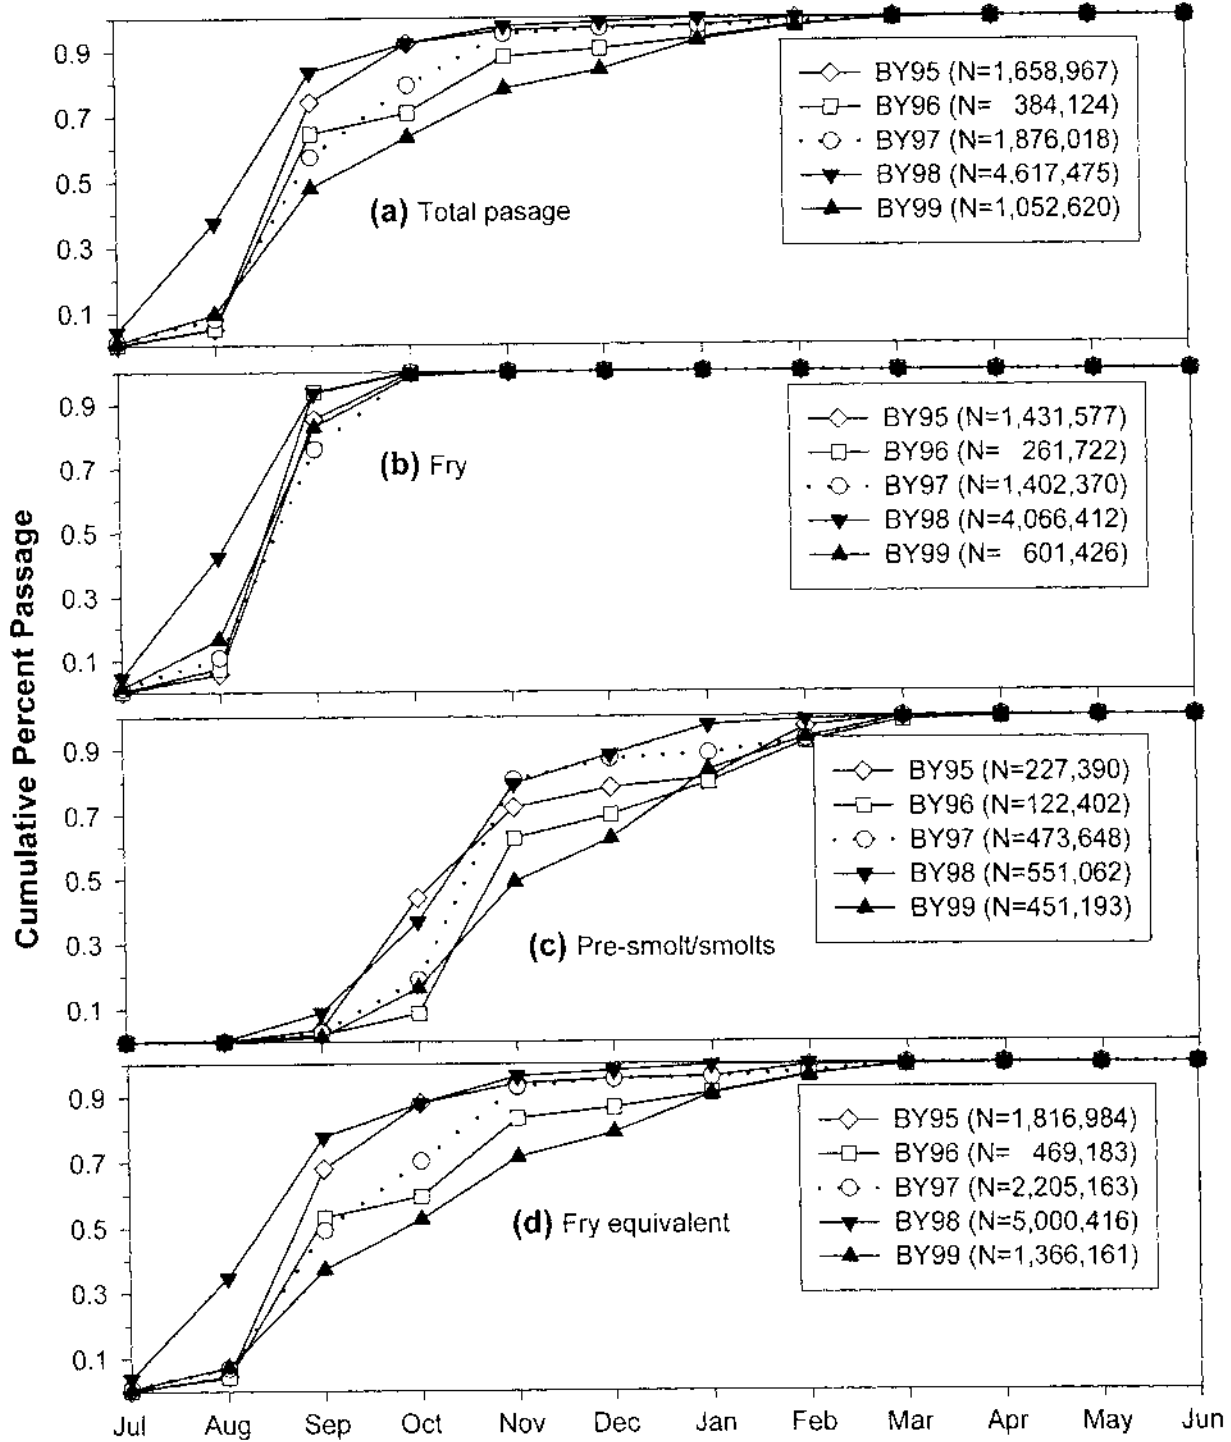 0.9
0.7
0.5
0.3
0.1
BY95 (N=1,658,967)
BY96 (N= 384,124)
BY97 (N=1,876,018)
BY98 (N=4,617,475)
BY99 (N=1,052,620)
(a) Total pasage
0.9
0.7
0.5
0.3
0.1
BY95 (N=1,431,577)
BY96 (N= 261,722)
BY97 (N=1,402,370)
BY98 (N=4,066,412)
BY99 (N= 601,426)
(b) Fry
Cumulative Percent Passage
0.9
0.7
0.5
0.3
0.1
BY95 (N=227,390)
BY96 (N=122,402)
BY97 (N=473,648)
BY98 (N=551,062)
BY99 (N=451,193)
(c) Pre-smolt/smolts
0.9
0.7
0.5
0.3
0.1
BY95 (N=1,816,984)
BY96 (N= 469,183)
BY97 (N=2,205,163)
BY98 (N=5,000,416)
BY99 (N=1,366,161)
(d) Fry equivalent
Jul Aug Sep Oct Nov Dec Jan Feb Mar Apr May Jun